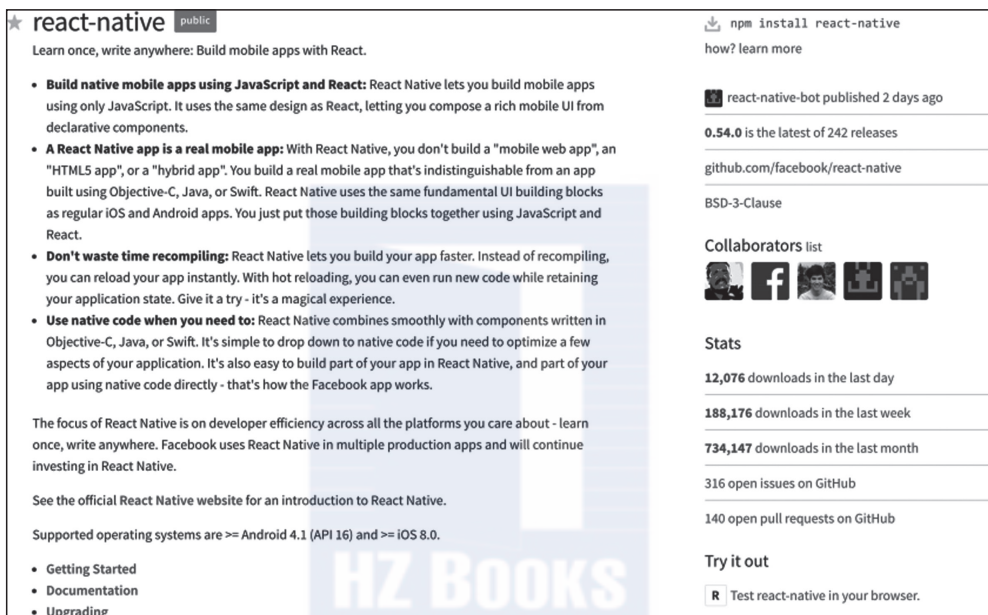 react-native public
Learn once, write anywhere: Build mobile apps with React.
• Build native mobile apps using JavaScript and React: React Native lets you build mobile apps
using only JavaScript. It uses the same design as React, letting you compose a rich mobile UI from
declarative components.
• A React Native app is a real mobile app: With React Native, you don't build a "mobile web app", an
"HTML5 app", or a "hybrid app". You build a real mobile app that's indistinguishable from an app
built using Objective-C, Java, or Swift. React Native uses the same fundamental UI building blocks
as regular iOS and Android apps. You just put those building blocks together using JavaScript and
React.
• Don't waste time recompiling: React Native lets you build your app faster. Instead of recompiling,
you can reload your app instantly. With hot reloading, you can even run new code while retaining
your application state. Give it a try - it's a magical experience.
• Use native code when you need to: React Native combines smoothly with components written in
Objective-C, Java, or Swift. It's simple to drop down to native code if you need to optimize a few
aspects of your application. It's also easy to build part of your app in React Native, and part of your
app using native code directly - that's how the Facebook app works.
The focus of React Native is on developer efficiency across all the platforms you care about - learn
once, write anywhere. Facebook uses React Native in multiple production apps and will continue
investing in React Native.
See the official React Native website for an introduction to React Native.
Supported operating systems are >= Android 4.1 (API 16) and >= iOS 8.0.
• Getting Started
• Documentation
• Upgrading
HZ BOOKS
npm install react-native
how? learn more
react-native-bot published 2 days ago
0.54.0 is the latest of 242 releases
github.com/facebook/react-native
BSD-3-Clause
Collaborators list
Stats
12,076 downloads in the last day
188,176 downloads in the last week
734,147 downloads in the last month
316 open issues on GitHub
140 open pull requests on GitHub
Try it out
R Test react-native in your browser.